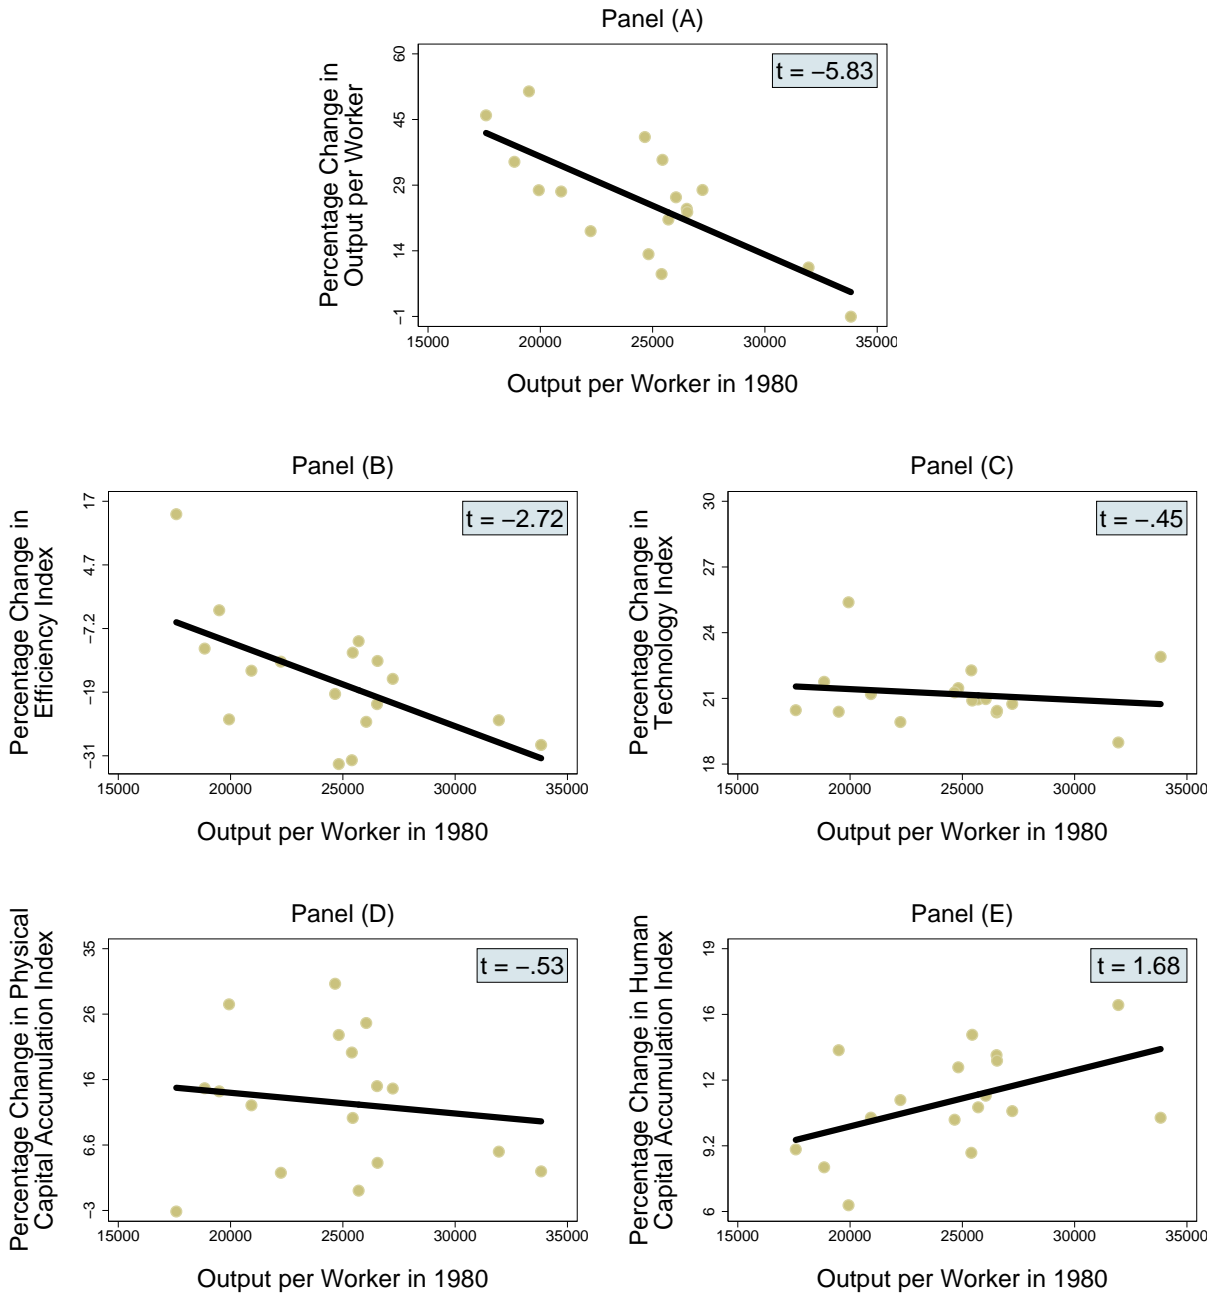 Panel (A)
Percentage Change in
Output per Worker
60
45
29
14
−1
t = −5.83
15000 20000 25000 30000 35000
Output per Worker in 1980
Panel (B)
Percentage Change in
Efficiency Index
17
4.7
−7.2
−19
−31
t = −2.72
15000 20000 25000 30000 35000
Output per Worker in 1980
Panel (C)
Percentage Change in
Technology Index
30
27
24
21
18
t = −.45
15000 20000 25000 30000 35000
Output per Worker in 1980
Panel (D)
Percentage Change in Physical
Capital Accumulation Index
35
26
16
6.6
−3
t = −.53
15000 20000 25000 30000 35000
Output per Worker in 1980
Panel (E)
Percentage Change in Human
Capital Accumulation Index
19
16
12
9.2
6
t = 1.68
15000 20000 25000 30000 35000
Output per Worker in 1980